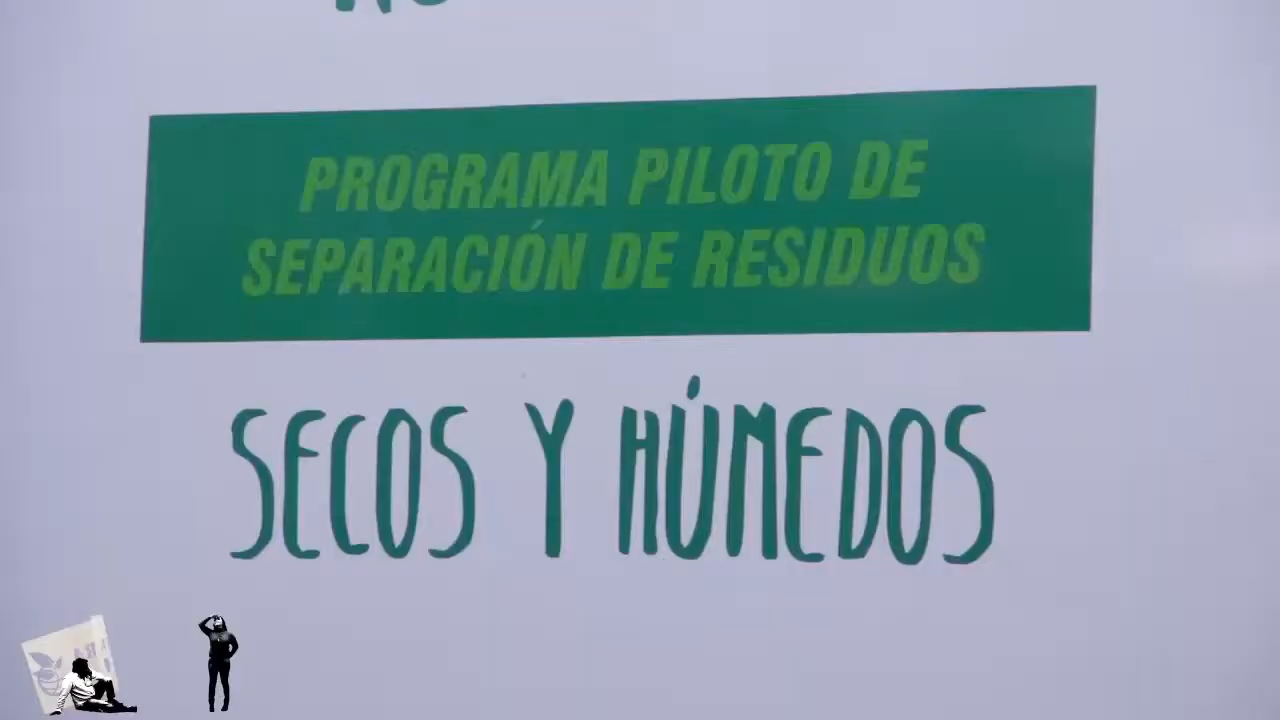 PROGRAMA PILOTO DE
SEPARACIÓN DE RESIDUOS
SECOS Y HÚMEDOS